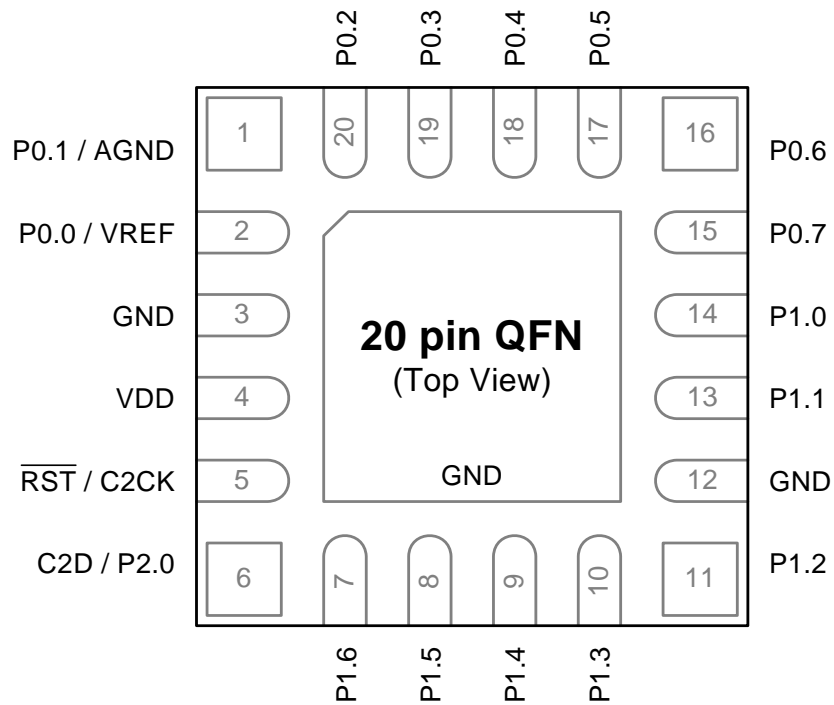 P0.2
P0.3
P0.4
P0.5
1
20
19
18
17
16
P0.1 / AGND
P0.6
P0.0 / VREF
2
15
P0.7
GND
3
14
P1.0
20 pin QFN
(Top View)
VDD
4
13
P1.1
RST / C2CK
5
GND
12
GND
C2D / P2.0
6
7
8
9
10
11
P1.2
P1.6
P1.5
P1.4
P1.3